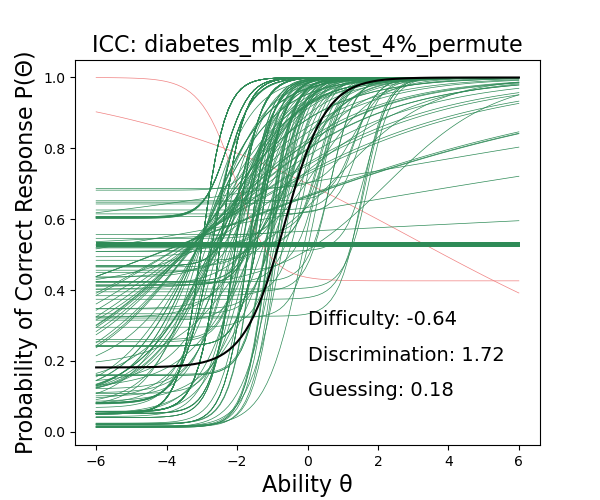 ICC: diabetes_mlp_x_test_4%_permute
Probability of Correct Response P(Θ)
1.0
0.8
0.6
0.4
0.2
0.0
Difficulty: -0.64
Discrimination: 1.72
Guessing: 0.18
−6 −4 −2 0 2 4 6
Ability θ